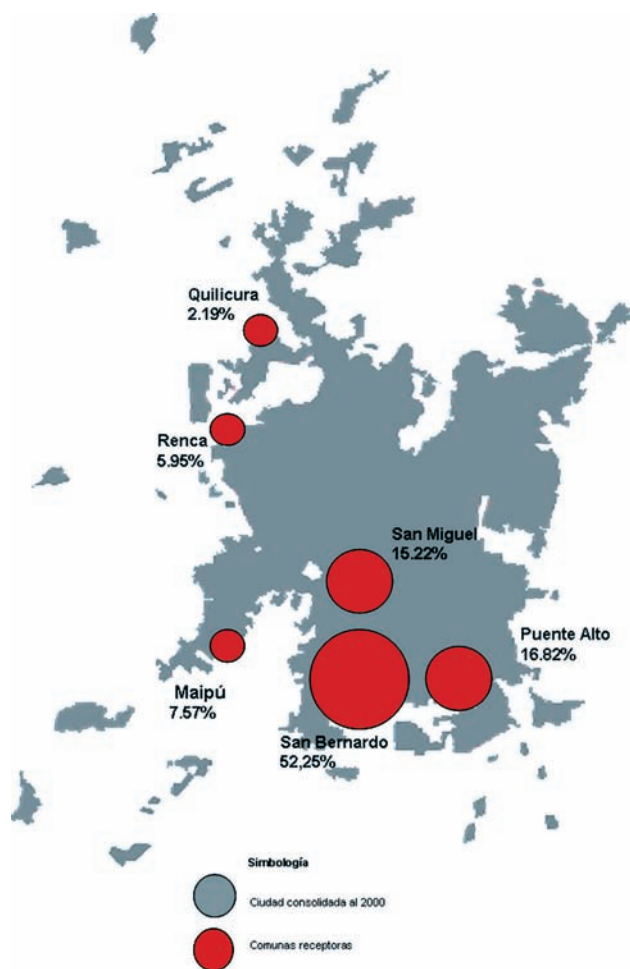 Quilicura
2.19%
Renca
5.95%
San Miguel
15.22%
Puente Alto
16.82%
Maipú
7.57%
San Bernardo
52,25%
Simbología
Ciudad consolidada al 2000
Comunas receptoras